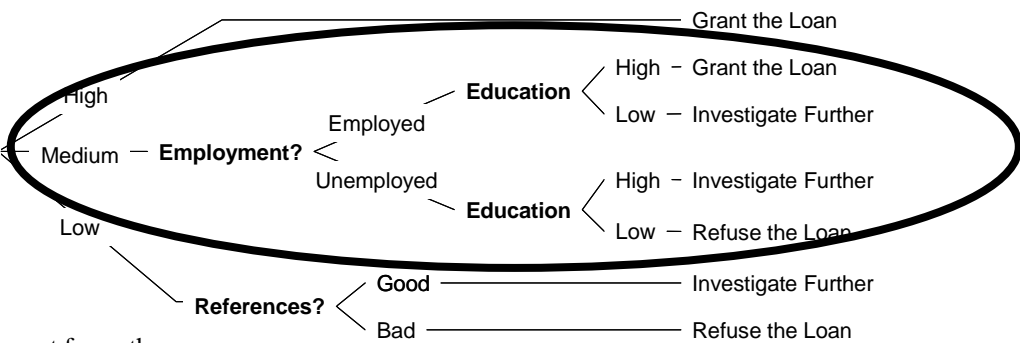 Grant the Loan
High – Grant the Loan
Education
High
Low – Investigate Further
Employed
Medium – Employment?
Unemployed
High – Investigate Further
Education
Low
Low – Refuse the Loan
Good Investigate Further
References?
Bad Refuse the Loan